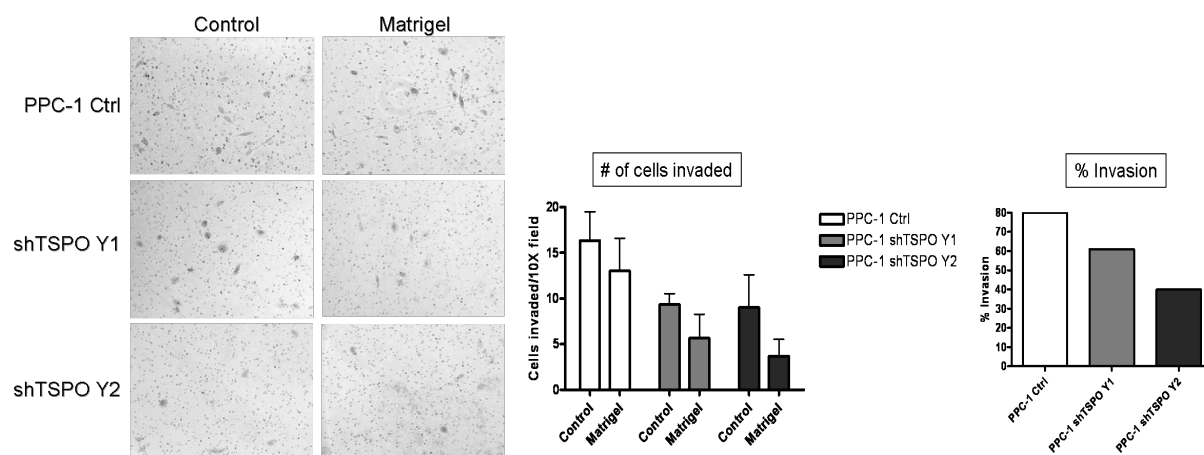 Control Matrigel
PPC-1 Ctrl
shTSPO Y1
shTSPO Y2
# of cells invaded
Cells invaded/10X field
20
15
10
5
0
Control
Matrigel
Control
Matrigel
Control
Matrigel
PPC-1 Ctrl
PPC-1 shTSPO Y1
PPC-1 shTSPO Y2
% Invasion
% Invasion
80
70
60
50
40
30
20
10
0
PPC-1 Ctrl
PPC-1 shTSPO Y1
PPC-1 shTSPO Y2